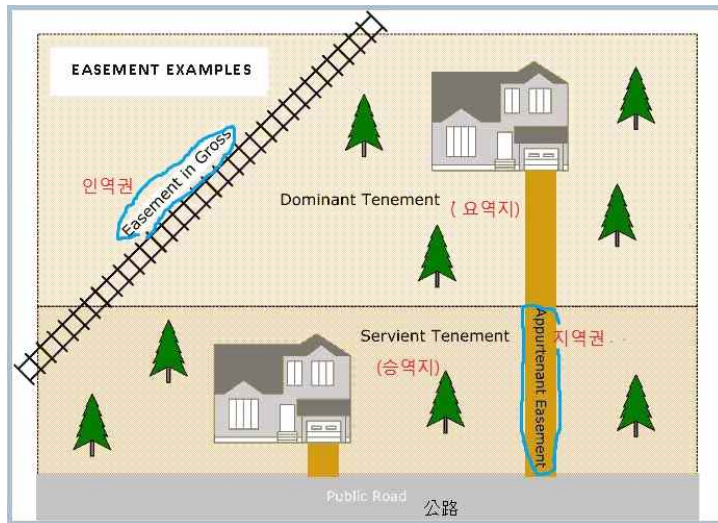 EASEMENT EXAMPLES
인역권
Easement in Gross
Dominant Tenement
( 요역지)
Servient Tenement
(승역지)
Appurtenant Easement
지역권
Public Road
公路